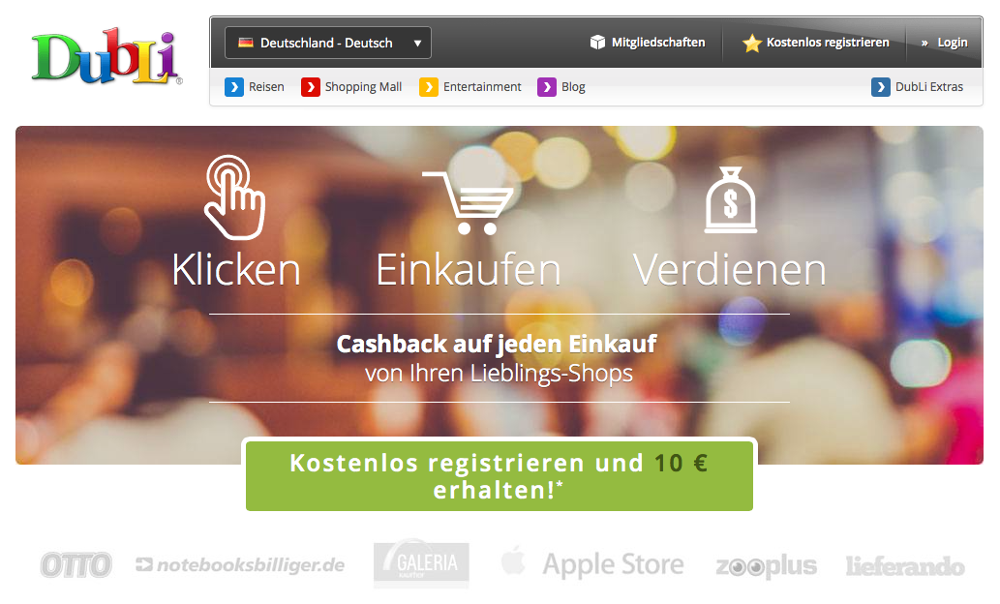 DubLi®
Deutschland - Deutsch
Mitgliedschaften
Kostenlos registrieren
» Login
Reisen
Shopping Mall
Entertainment
Blog
DubLi Extras
$
Klicken
Einkaufen
Verdienen
Cashback auf jeden Einkauf
von Ihren Lieblings-Shops
Kostenlos registrieren und 10 €
erhalten!*
OTTO
notebooksbilliger.de
GALERIA
Apple Store
zooplus
lieferando